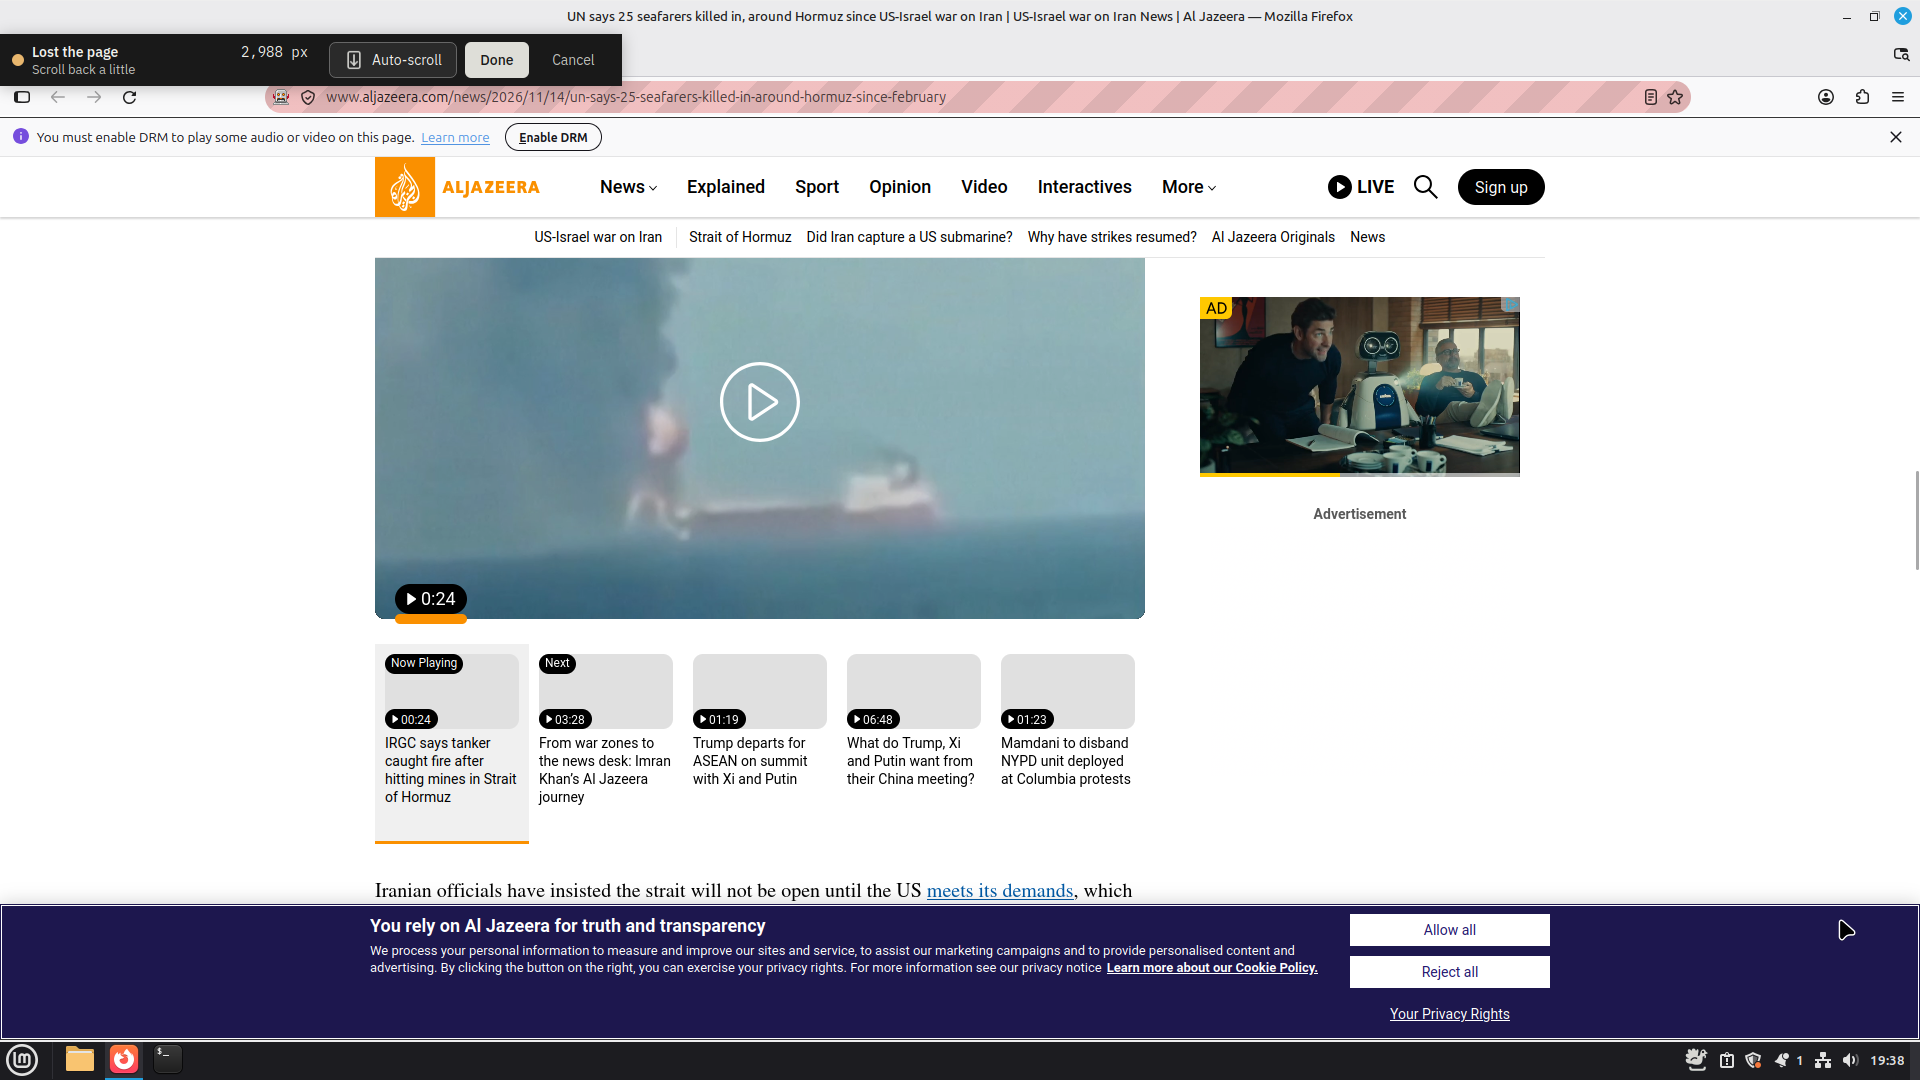 UN says 25 seafarers killed in, around Hormuz since US-Israel war on Iran | US-Israel war on Iran News | Al Jazeera — Mozilla Firefox
Lost the page
Scroll back a little
2,988 px
Auto-scroll
Done
Cancel
www.aljazeera.com/news/2026/11/14/un-says-25-seafarers-killed-in-around-hormuz-since-february
You must enable DRM to play some audio or video on this page. Learn more
Enable DRM
ALJAZEERA
News
Explained
Sport
Opinion
Video
Interactives
More
LIVE
Sign up
US-Israel war on Iran
Strait of Hormuz
Did Iran capture a US submarine?
Why have strikes resumed?
Al Jazeera Originals
News
AD
0:24
Advertisement
Now Playing
00:24
IRGC says tanker
caught fire after
hitting mines in Strait
of Hormuz
Next
03:28
From war zones to
the news desk: Imran
Khan’s Al Jazeera
journey
01:19
Trump departs for
ASEAN on summit
with Xi and Putin
06:48
What do Trump, Xi
and Putin want from
their China meeting?
01:23
Mamdani to disband
NYPD unit deployed
at Columbia protests
Iranian officials have insisted the strait will not be open until the US meets its demands, which
You rely on Al Jazeera for truth and transparency
We process your personal information to measure and improve our sites and service, to assist our marketing campaigns and to provide personalised content and
advertising. By clicking the button on the right, you can exercise your privacy rights. For more information see our privacy notice Learn more about our Cookie Policy.
Allow all
Reject all
Your Privacy Rights
1
19:38